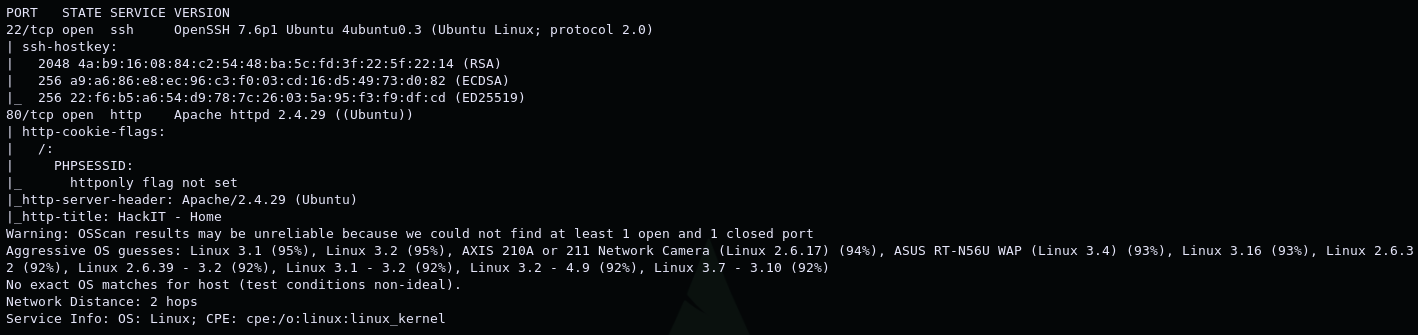 PORT   STATE SERVICE VERSION
22/tcp open  ssh     OpenSSH 7.6p1 Ubuntu 4ubuntu0.3 (Ubuntu Linux; protocol 2.0)
| ssh-hostkey:
|   2048 4a:b9:16:08:84:c2:54:48:ba:5c:fd:3f:22:5f:22:14 (RSA)
|   256 a9:a6:86:e8:ec:96:c3:f0:03:cd:16:d5:49:73:d0:82 (ECDSA)
|_  256 22:f6:b5:a6:54:d9:78:7c:26:03:5a:95:f3:f9:df:cd (ED25519)
80/tcp open  http    Apache httpd 2.4.29 ((Ubuntu))
| http-cookie-flags:
|   /:
|     PHPSESSID:
|_      httponly flag not set
|_http-server-header: Apache/2.4.29 (Ubuntu)
|_http-title: HackIT - Home
Warning: OSScan results may be unreliable because we could not find at least 1 open and 1 closed port
Aggressive OS guesses: Linux 3.1 (95%), Linux 3.2 (95%), AXIS 210A or 211 Network Camera (Linux 2.6.17) (94%), ASUS RT-N56U WAP (Linux 3.4) (93%), Linux 3.16 (93%), Linux 2.6.3
2 (92%), Linux 2.6.39 - 3.2 (92%), Linux 3.1 - 3.2 (92%), Linux 3.2 - 4.9 (92%), Linux 3.7 - 3.10 (92%)
No exact OS matches for host (test conditions non-ideal).
Network Distance: 2 hops
Service Info: OS: Linux; CPE: cpe:/o:linux:linux_kernel